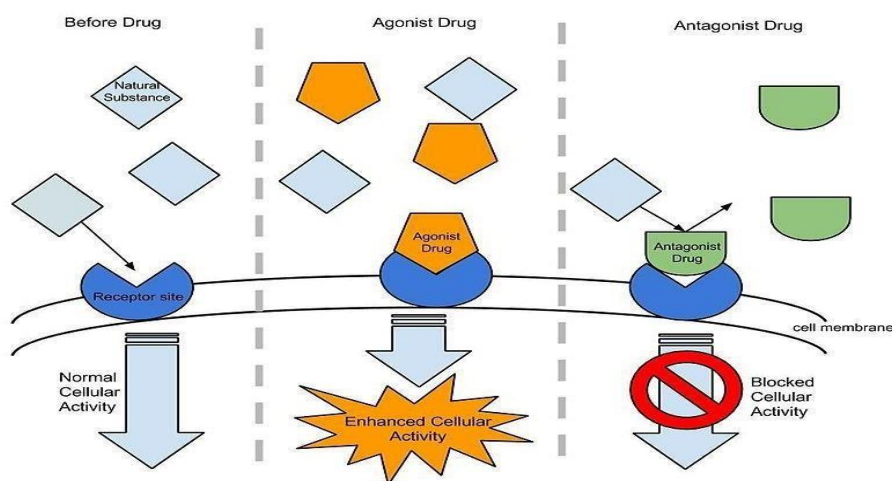 Before Drug
Agonist Drug
Antagonist Drug
Natural
Substance
Agonist
Drug
Antagonist
Drug
Receptor site
cell membrane
Normal
Cellular
Activity
Enhanced Cellular
Activity
Blocked
Cellular
Activity